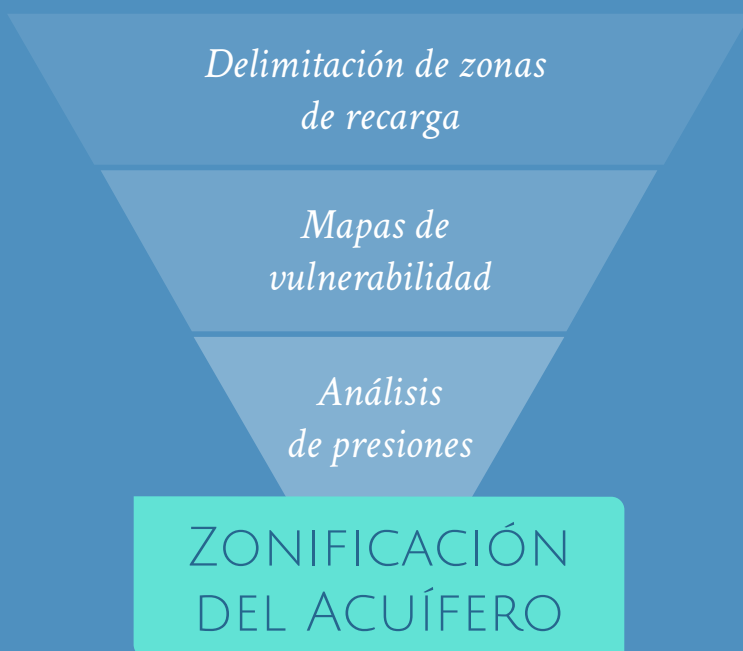 Delimitación de zonas
de recarga
Mapas de
vulnerabilidad
Análisis
de presiones
Zonificación
del Acuífero